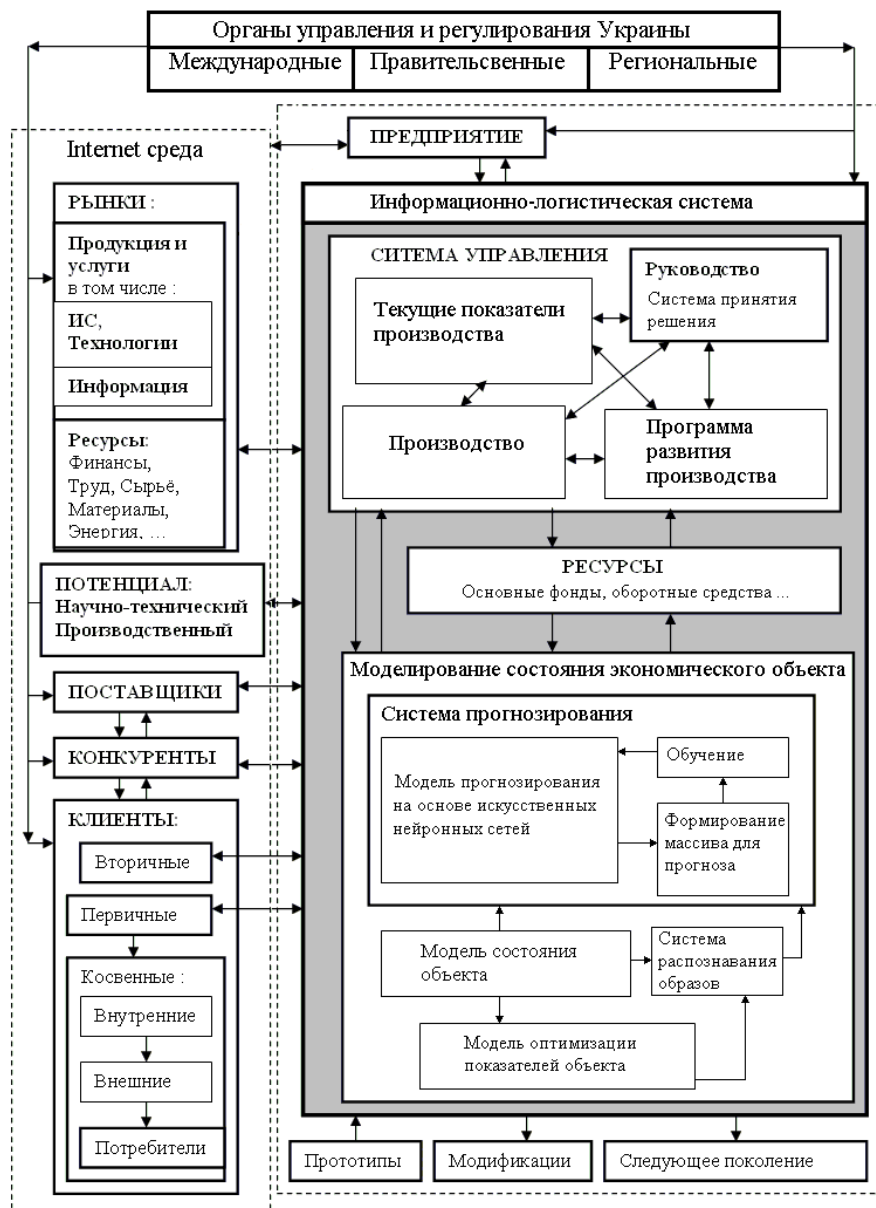 Органы управления и регулирования Украины
Международные
Правительсвенные
Региональные
Internet среда
ПРЕДПРИЯТИЕ
РЫНКИ :
Продукция и
услуги
в том числе :
ИС,
Технологии
Информация
Ресурсы:
Финансы,
Труд, Сырьё,
Материалы,
Энергия, ...
ПОТЕНЦИАЛ:
Научно-технический
Производственный
ПОСТАВЩИКИ
КОНКУРЕНТЫ
КЛИЕНТЫ:
Вторичные
Первичные
Косвенные :
Внутренние
Внешние
Потребители
Информационно-логистическая система
СИТЕМА УПРАВЛЕНИЯ
Текущие показатели
производства
Руководство
Система принятия
решения
Производство
Программа
развития
производства
РЕСУРСЫ
Основные фонды, оборотные средства ...
Моделирование состояния экономического объекта
Система прогнозирования
Модель прогнозирования
на основе искусственных
нейронных сетей
Обучение
Формирование
массива для
прогноза
Модель состояния
объекта
Система
распознавания
образов
Модель оптимизации
показателей объекта
Прототипы
Модификации
Следующее поколение